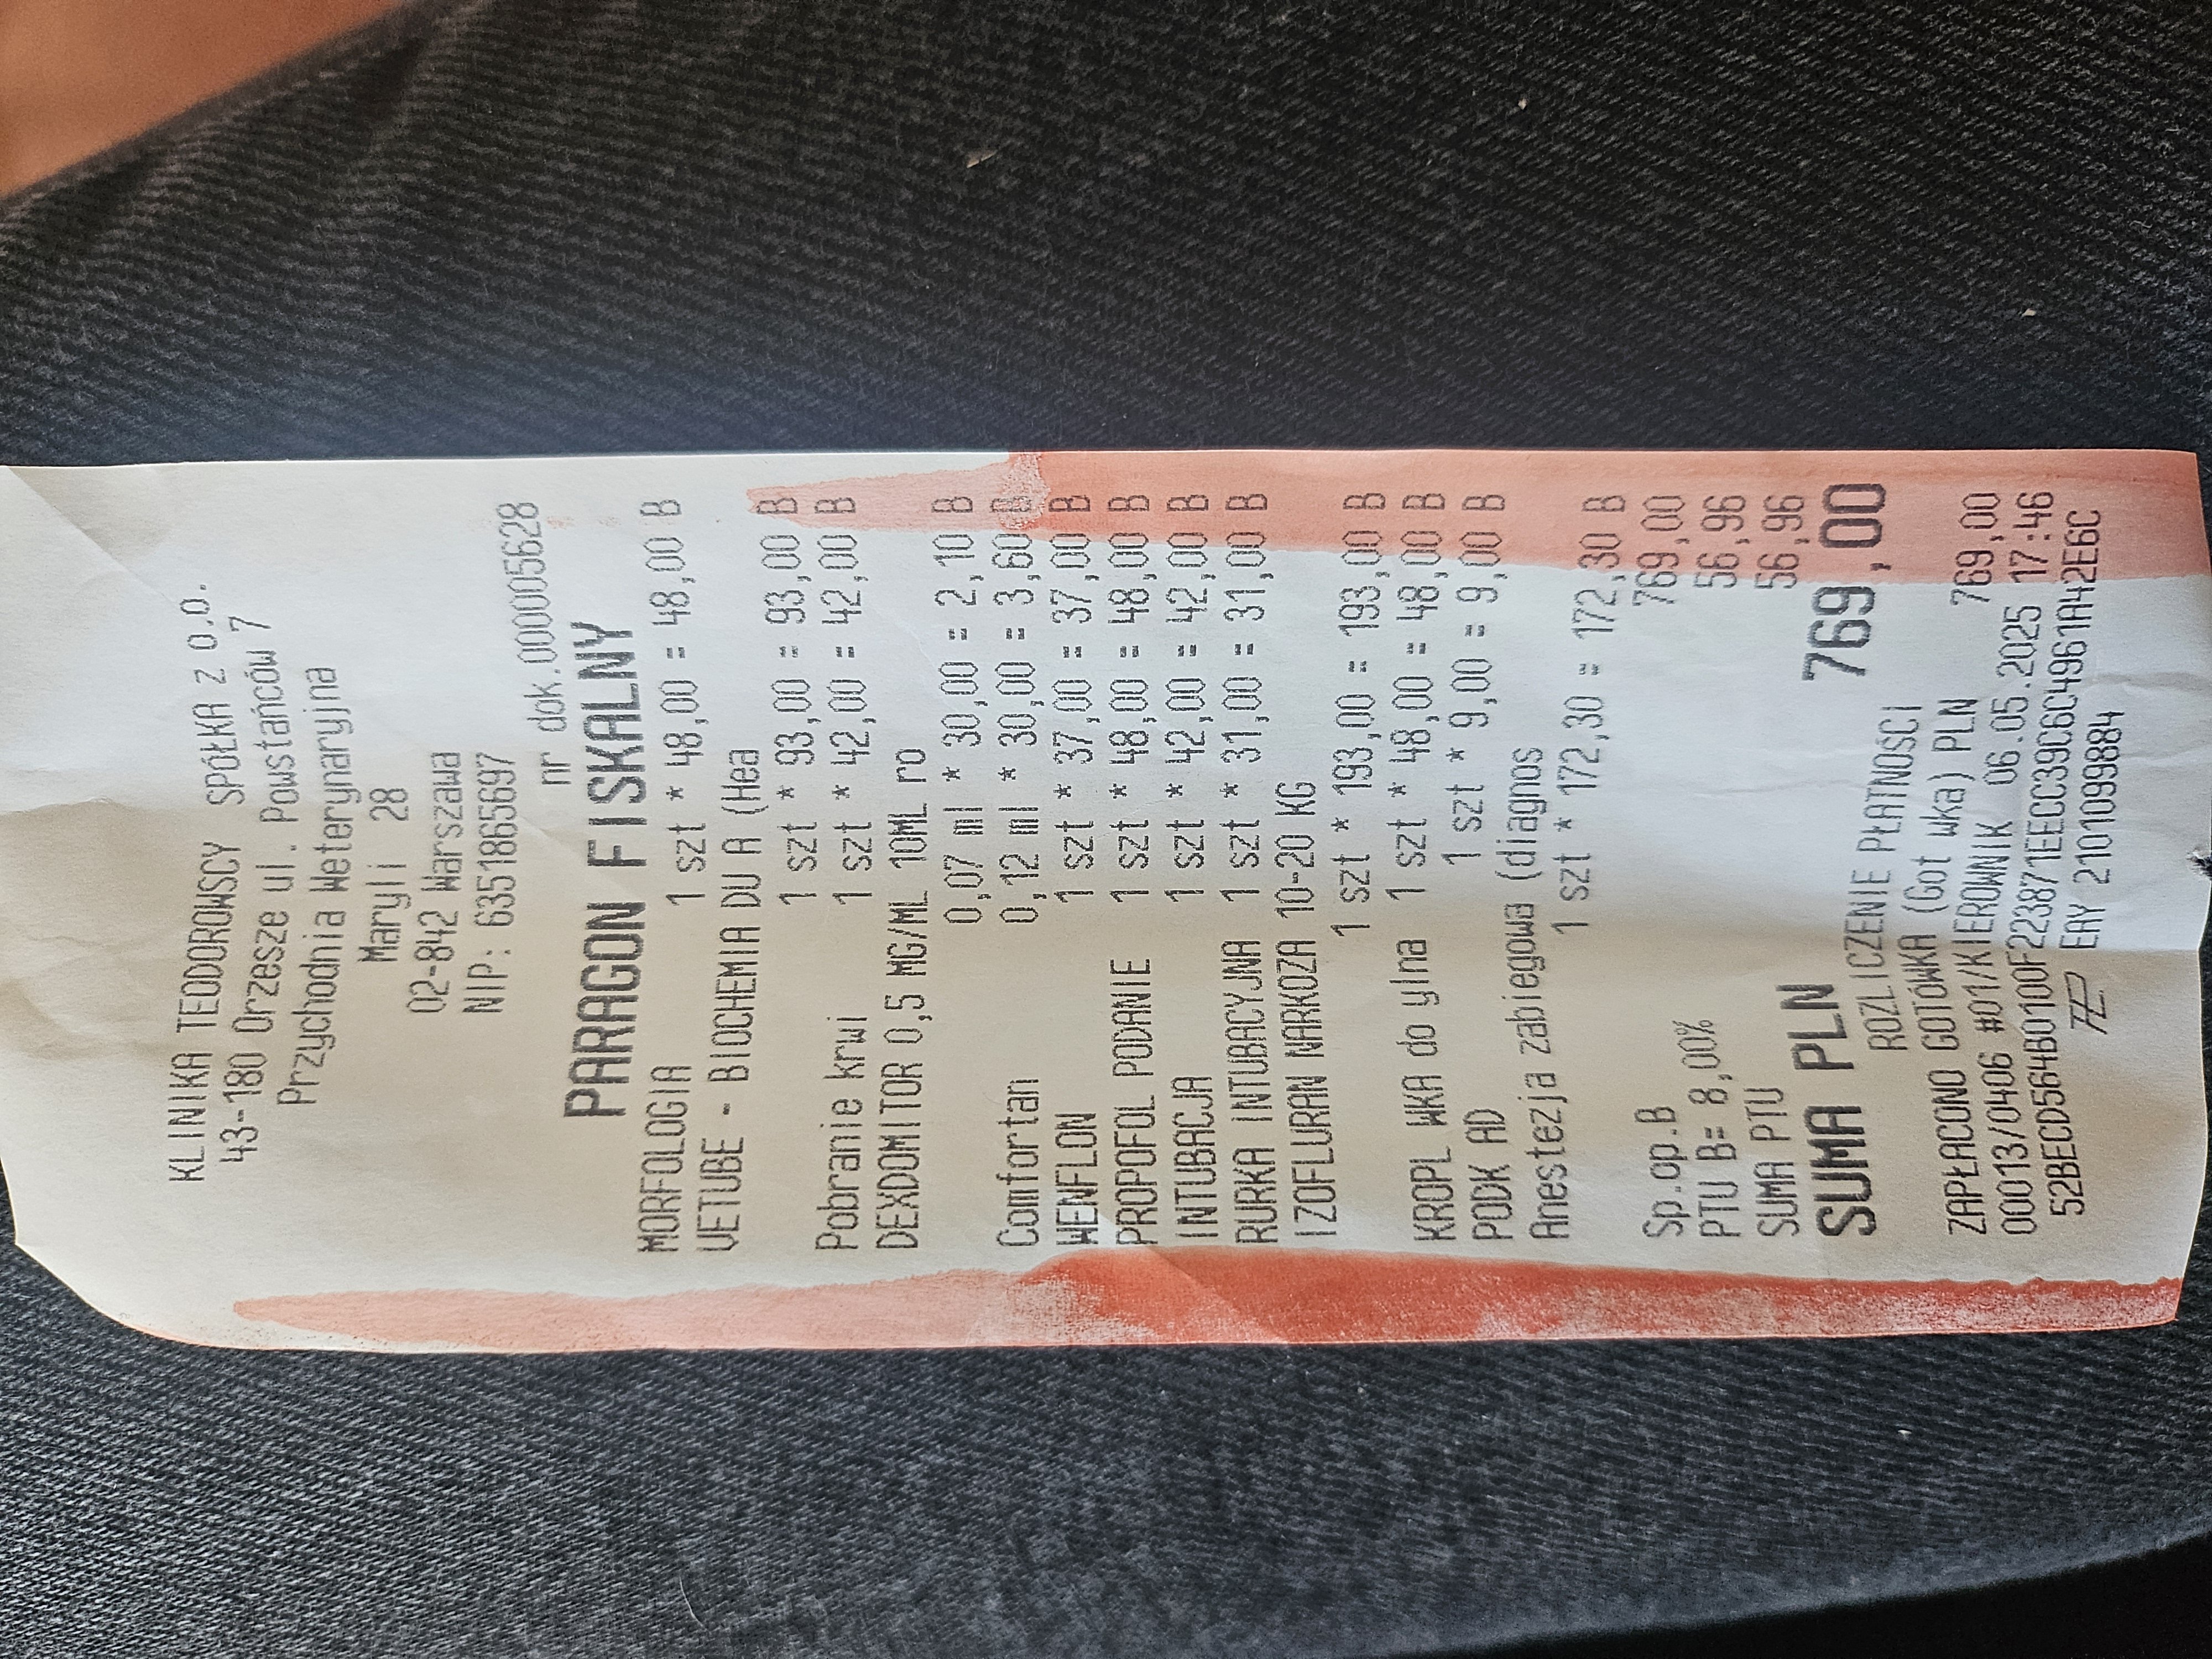 KLINIKA TEODOROWSCY SPÓŁKA Z O.O.
43-180 Orzesze ul. Powstańców 7
Przychodnia Weterynaryjna
Maryli 28
02-842 Warszawa
NIP: 6351865697
nr dok.000005628
PARAGON FISKALNY
MORFOLOGIA 1 szt * 48,00 = 48,00 B
VETUBE - BIOCHEMIA DU A (Hea
1 szt * 93,00 = 93,00 B
Pobranie krwi 1 szt * 42,00 = 42,00 B
DEXDOMITOR 0,5 MG/ML 10ML ro
0,07 ml * 30,00 = 2,10 B
Comfortan 0,12 ml * 30,00 = 3,60 B
WENFLON 1 szt * 37,00 = 37,00 B
PROPOFOL PODANIE 1 szt * 48,00 = 48,00 B
INTUBACJA 1 szt * 42,00 = 42,00 B
RURKA INTUBACYJNA 1 szt * 31,00 = 31,00 B
IZOFLURAN NARKOZA 10-20 KG
1 szt * 193,00 = 193,00 B
KROPL WKA do ylna 1 szt * 48,00 = 48,00 B
PODK AD 1 szt * 9,00 = 9,00 B
Anestezja zabiegowa (diagnos
1 szt * 172,30 = 172,30 B
Sp.op.B 769,00
PTU B= 8,00% 56,96
SUMA PTU 56,96
SUMA PLN 769,00
ROZLICZENIE PŁATNOŚCI
ZAPŁACONO GOTÓWKA (Got wka) PLN 769,00
00013/0406 #01/KIEROWNIK 06.05.2025 17:46
52BECD564B0100F223871EECC39C6C4961A42E6C
EAY 2101099884